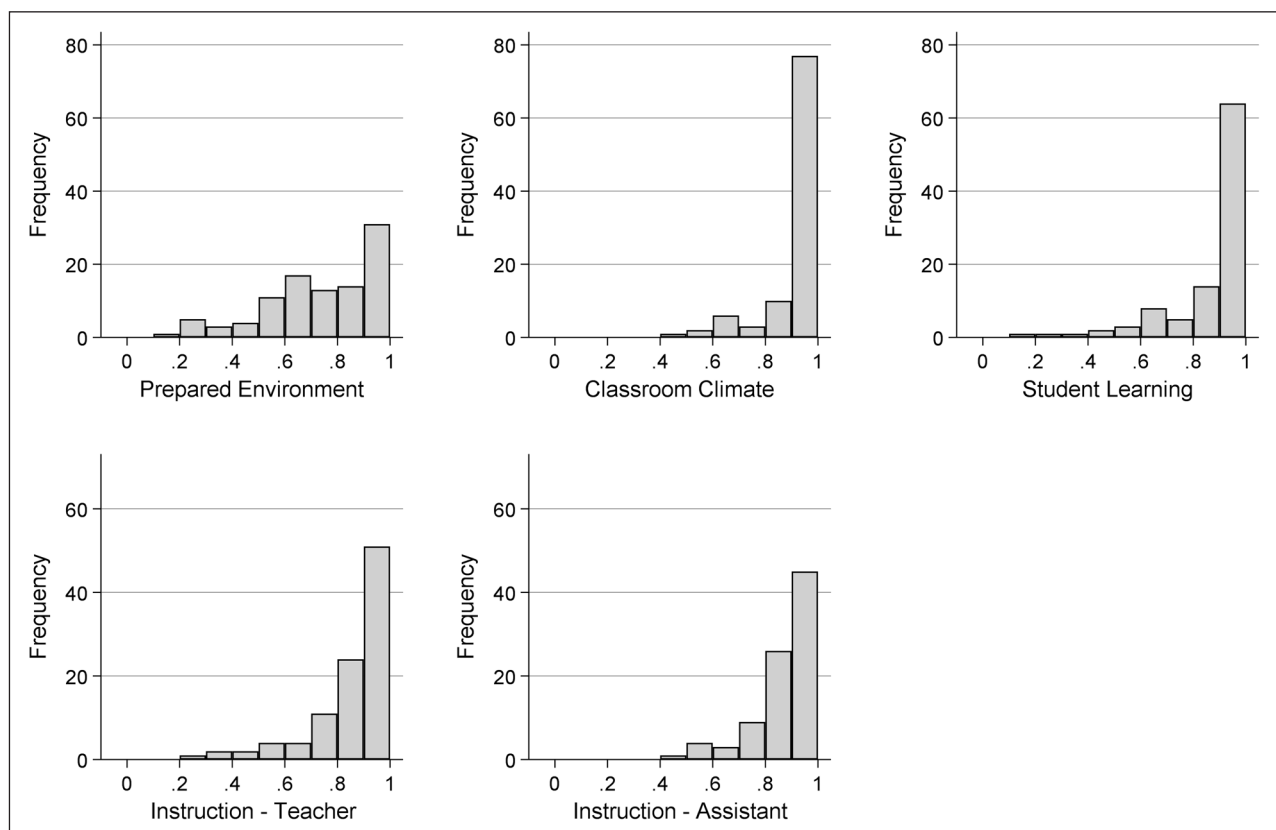 80
60
40
20
0
Frequency
0 .2 .4 .6 .8 1
Prepared Environment
80
60
40
20
0
Frequency
0 .2 .4 .6 .8 1
Classroom Climate
80
60
40
20
0
Frequency
0 .2 .4 .6 .8 1
Student Learning
60
40
20
0
Frequency
0 .2 .4 .6 .8 1
Instruction - Teacher
60
40
20
0
Frequency
0 .2 .4 .6 .8 1
Instruction - Assistant